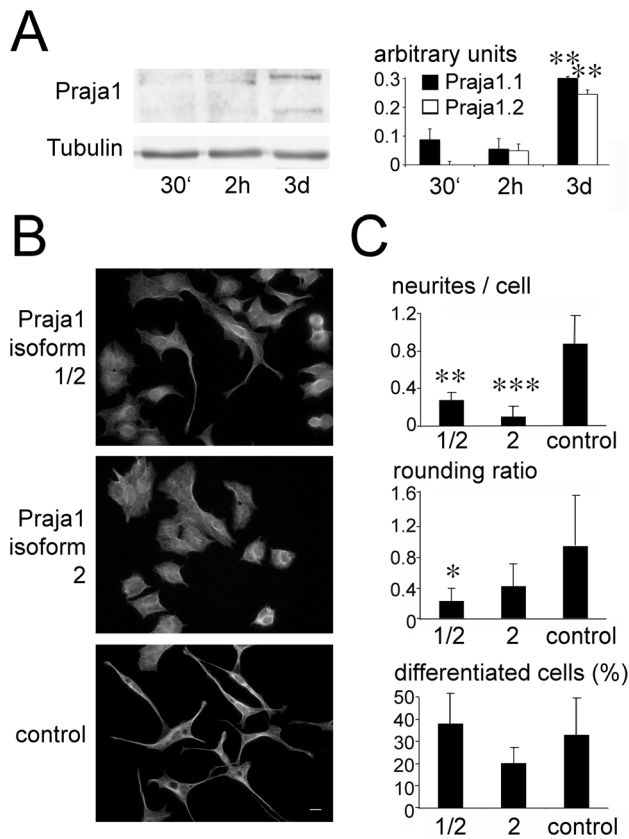 A
Praja1
Tubulin
30‘ 2h 3d
arbitrary units
** **
0.3
0.2
0.1
0
Praja1.1
Praja1.2
30‘ 2h 3d
B
Praja1
isoform
1/2
Praja1
isoform
2
control
C
neurites / cell
1.2
0.8
0.4
0
** ***
1/2 2 control
rounding ratio
1.6
1.2
0.8
0.4
0
*
1/2 2 control
differentiated cells (%)
50
40
30
20
10
0
1/2 2 control